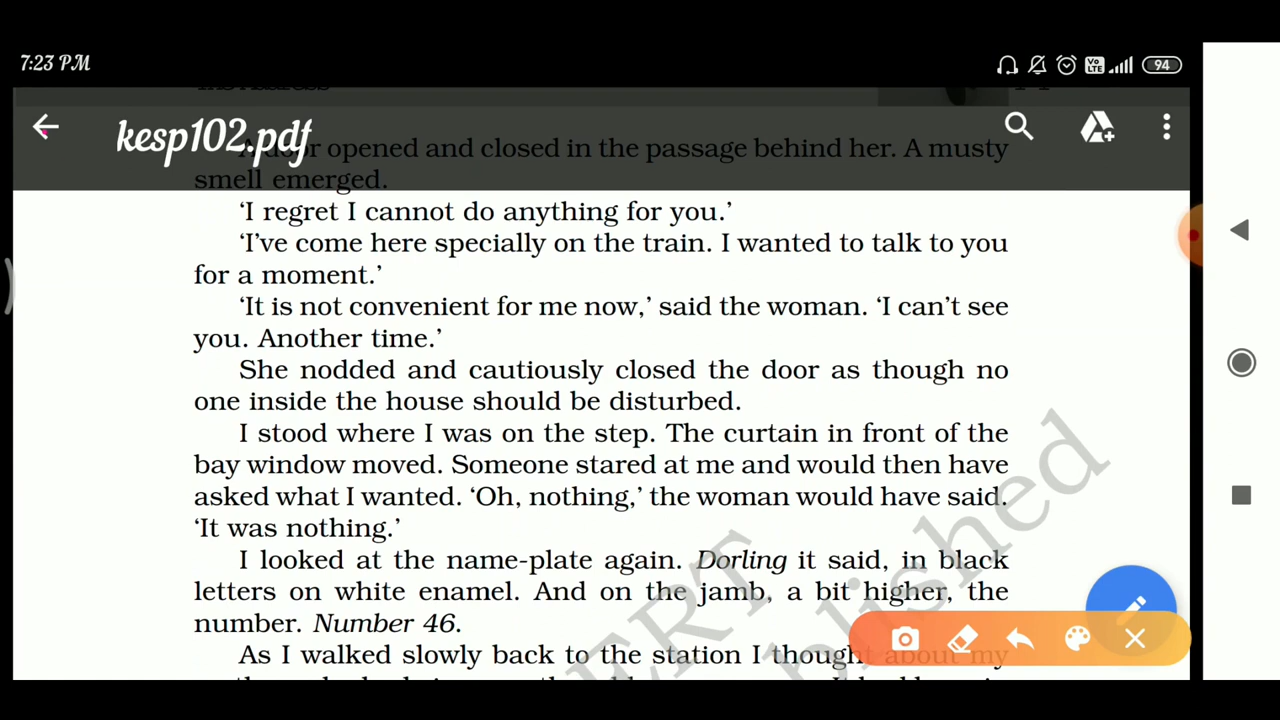 7:23 PM
Vo LTE
94
kesp102.pdf
A door opened and closed in the passage behind her. A musty
smell emerged.
‘I regret I cannot do anything for you.’
‘I’ve come here specially on the train. I wanted to talk to you
for a moment.’
‘It is not convenient for me now,’ said the woman. ‘I can’t see
you. Another time.’
She nodded and cautiously closed the door as though no
one inside the house should be disturbed.
I stood where I was on the step. The curtain in front of the
bay window moved. Someone stared at me and would then have
asked what I wanted. ‘Oh, nothing,’ the woman would have said.
‘It was nothing.’
I looked at the name-plate again. Dorling it said, in black
letters on white enamel. And on the jamb, a bit higher, the
number. Number 46.
As I walked slowly back to the station I thought about my